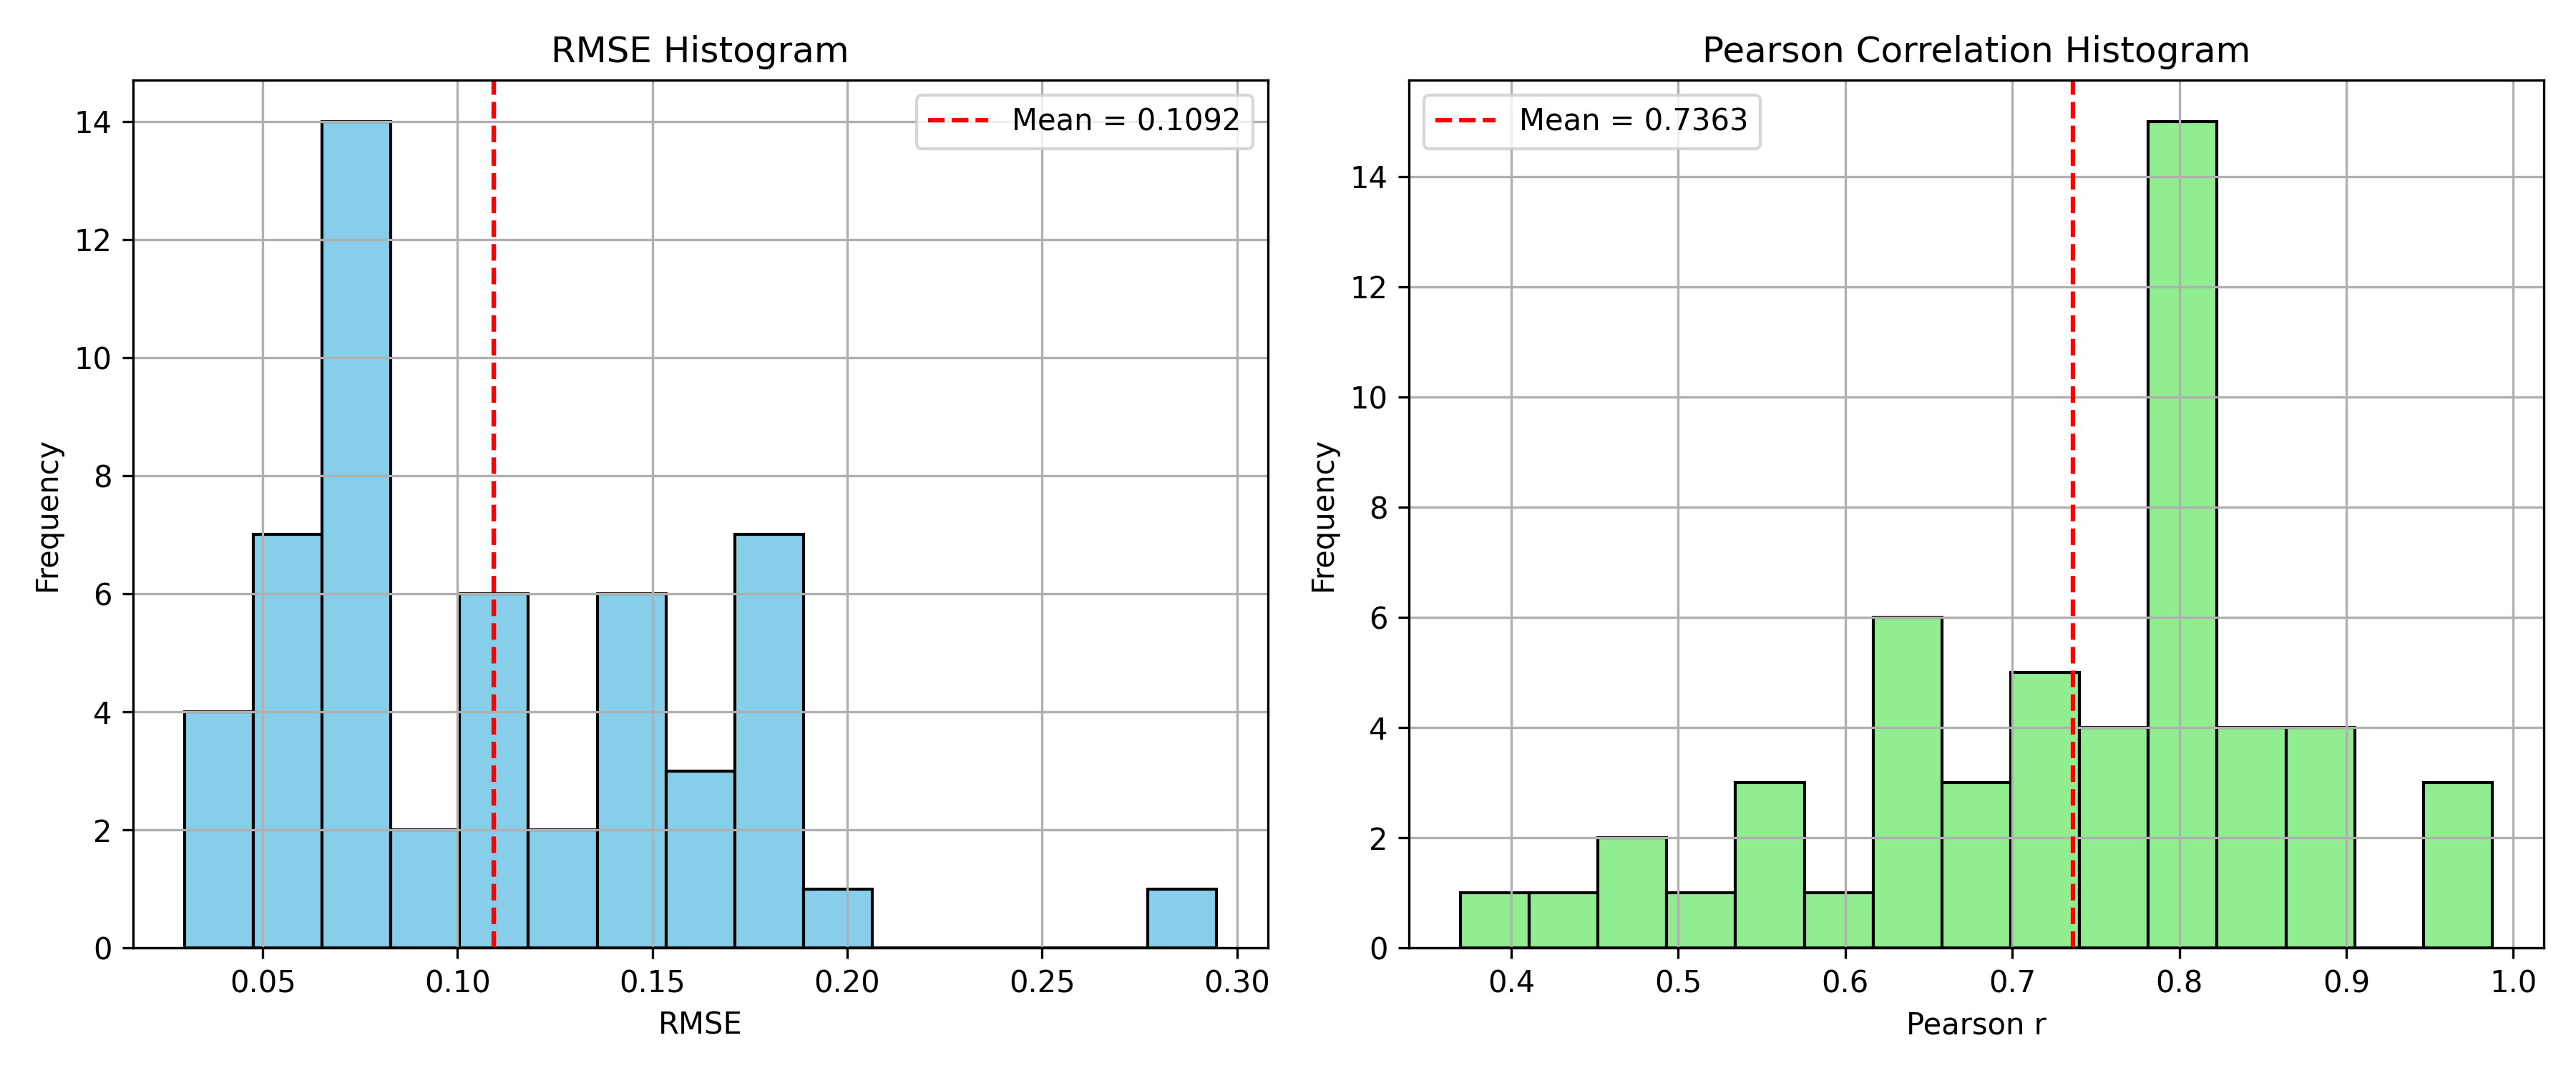 RMSE Histogram
Mean = 0.1092
Frequency
14
12
10
8
6
4
2
0
0.05 0.10 0.15 0.20 0.25 0.30
RMSE
Pearson Correlation Histogram
Mean = 0.7363
Frequency
14
12
10
8
6
4
2
0
0.4 0.5 0.6 0.7 0.8 0.9 1.0
Pearson r